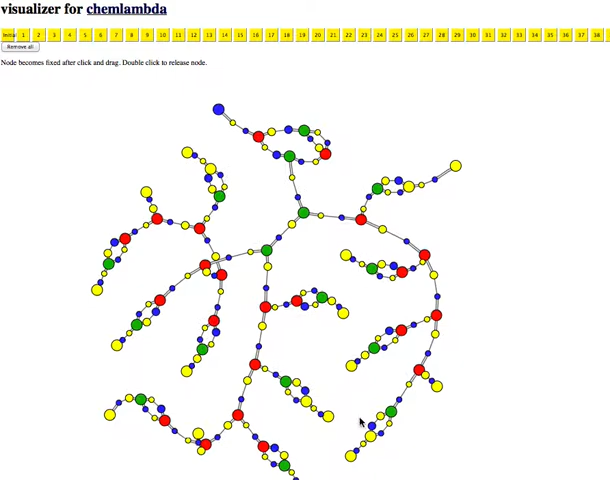 visualizer for chemlambda
Initial 1 2 3 4 5 6 7 8 9 10 11 12 13 14 15 16 17 18 19 20 21 22 23 24 25 26 27 28 29 30 31 32 33 34 35 36 37 38
Remove all
Node becomes fixed after click and drag. Double click to release node.